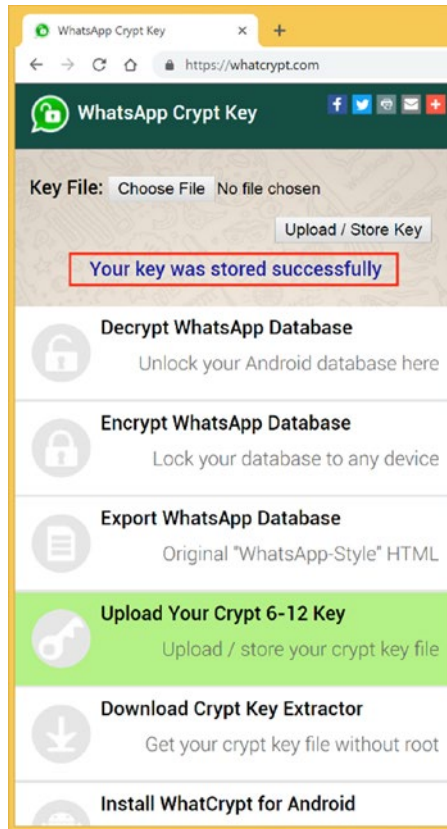 WhatsApp Crypt Key
https://whatcrypt.com
WhatsApp Crypt Key
Key File: Choose File No file chosen
Upload / Store Key
Your key was stored successfully
Decrypt WhatsApp Database
Unlock your Android database here
Encrypt WhatsApp Database
Lock your database to any device
Export WhatsApp Database
Original "WhatsApp-Style" HTML
Upload Your Crypt 6-12 Key
Upload / store your crypt key file
Download Crypt Key Extractor
Get your crypt key file without root
Install WhatCrypt for Android